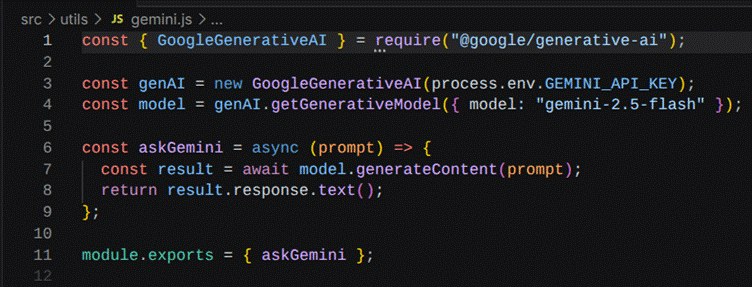 src > utils > JS gemini.js > ...
1 const { GoogleGenerativeAI } = require("@google/generative-ai");
2
3 const genAI = new GoogleGenerativeAI(process.env.GEMINI_API_KEY);
4 const model = genAI.getGenerativeModel({ model: "gemini-2.5-flash" });
5
6 const askGemini = async (prompt) => {
7   const result = await model.generateContent(prompt);
8   return result.response.text();
9 };
10
11 module.exports = { askGemini };
12